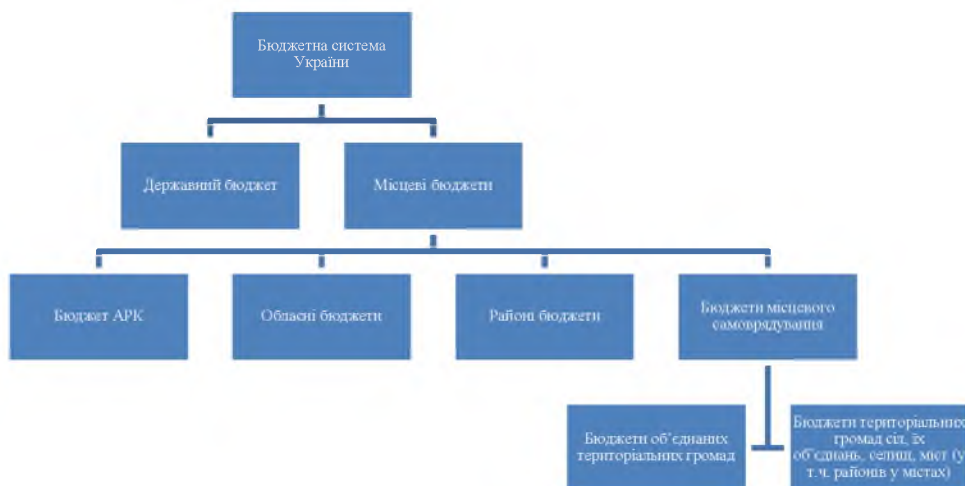 Бюджетна система
України
Державний бюджет
Місцеві бюджети
Бюджет АРК
Обласні бюджети
Районі бюджети
Бюджети місцевого
самоврядування
Бюджети об’єднаних
територіальних громад
Бюджети територіальних
громад сіл, їх
об’єднань, селищ, міст (у
т.ч. районів у містах)